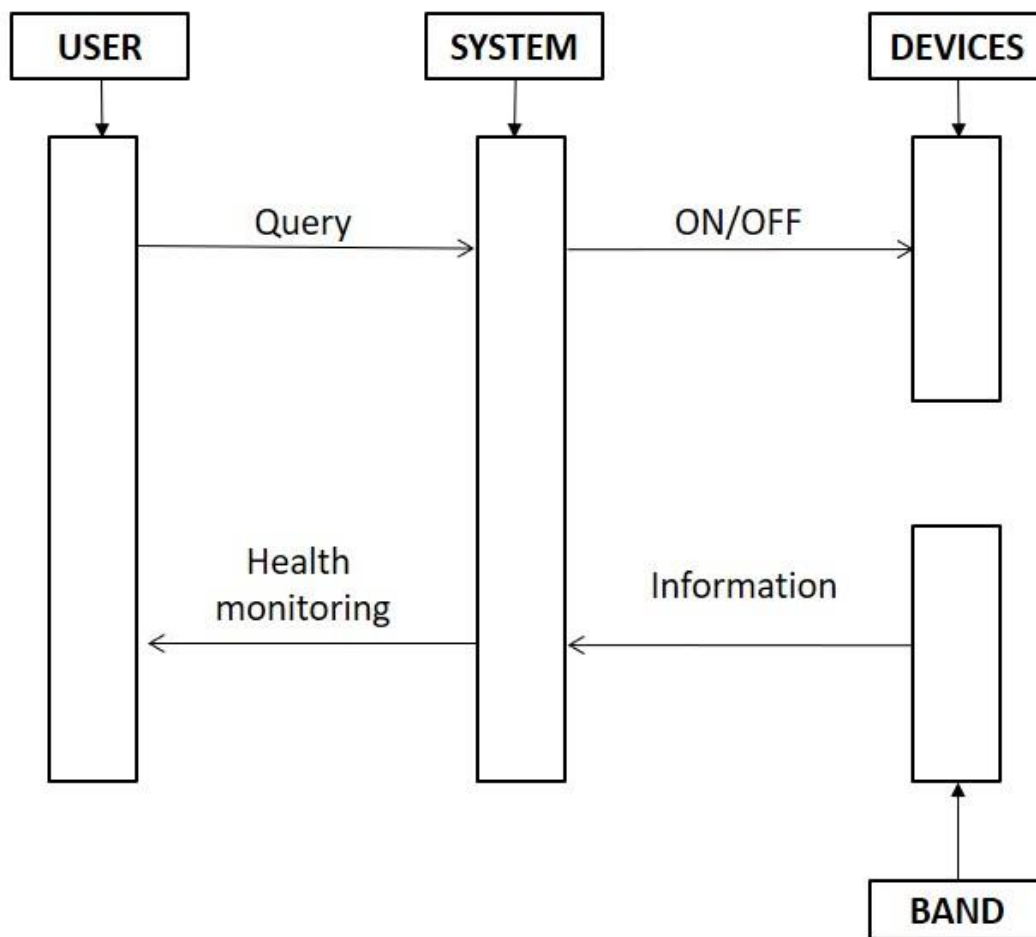 USER
SYSTEM
DEVICES
Query
ON/OFF
Health
monitoring
Information
BAND